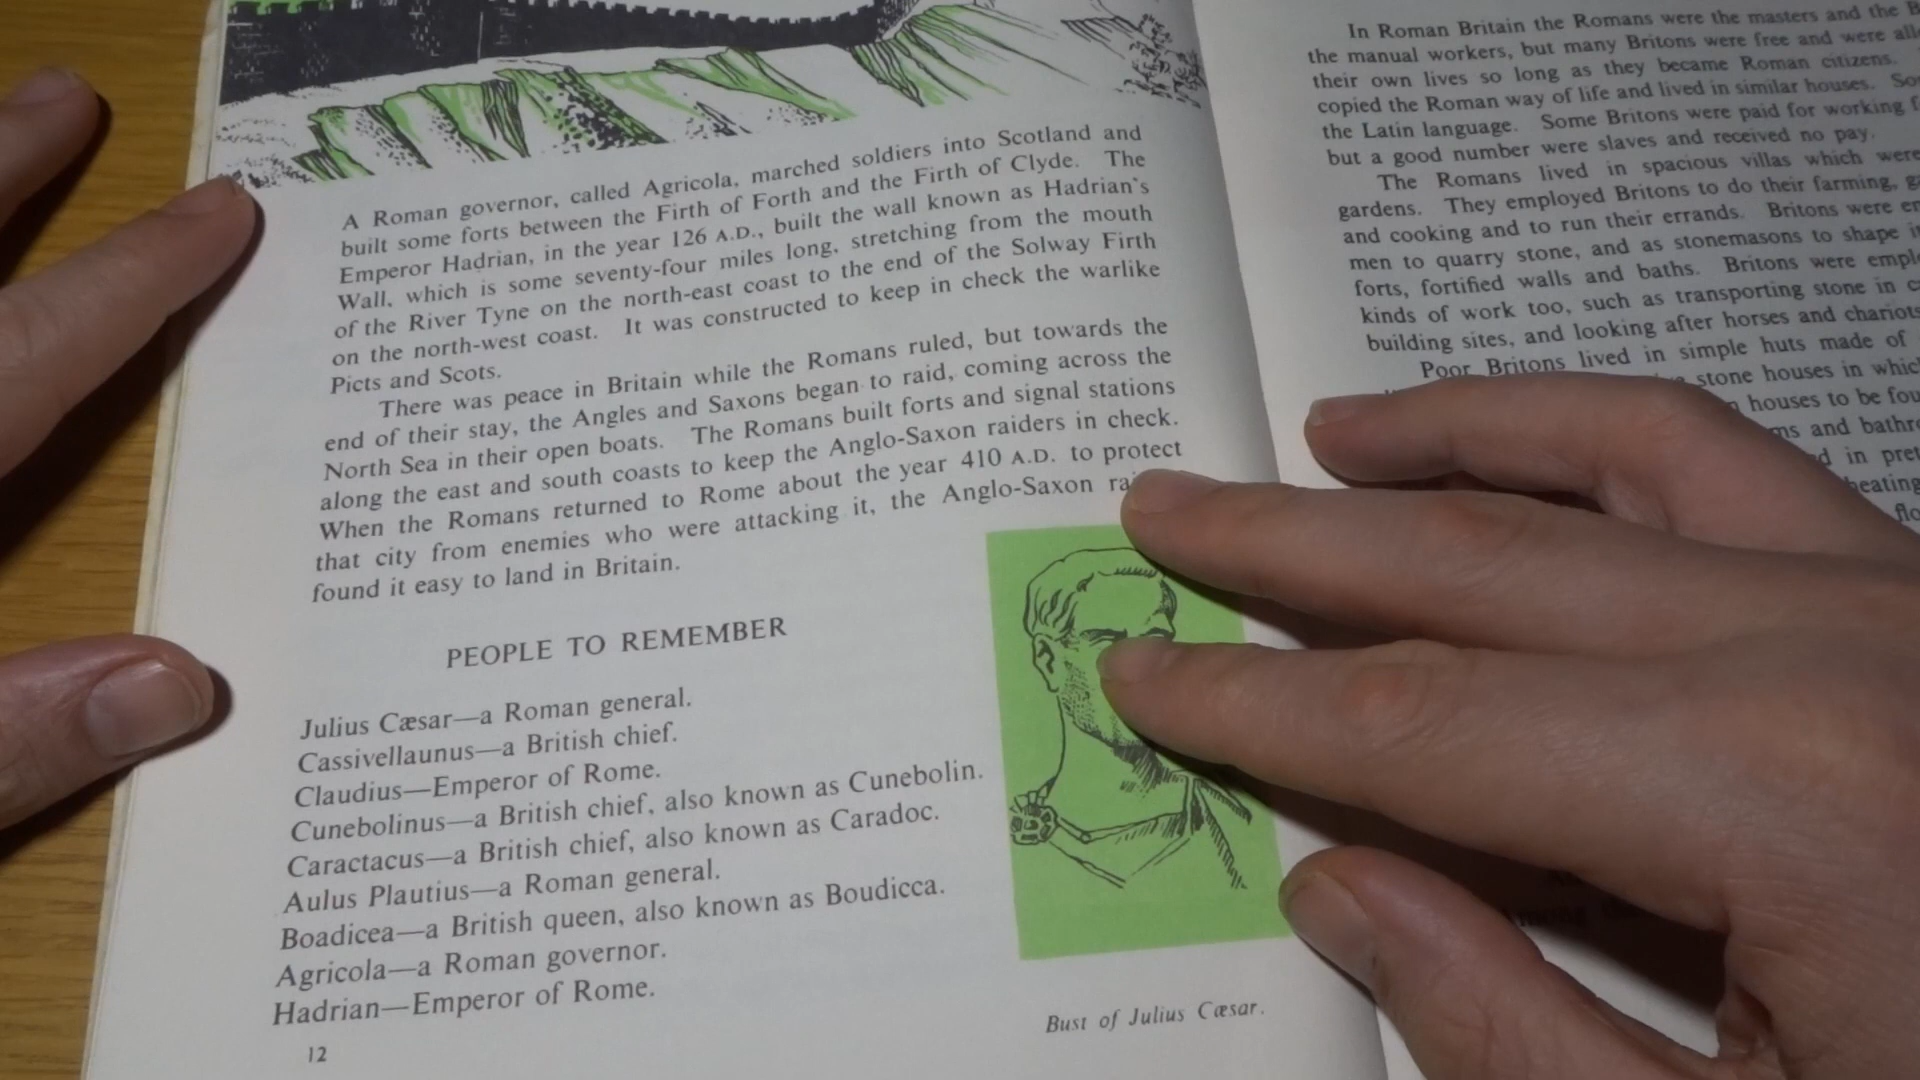 A Roman governor, called Agricola, marched soldiers into Scotland and
built some forts between the Firth of Forth and the Firth of Clyde. The
Emperor Hadrian, in the year 126 A.D., built the wall known as Hadrian's
Wall, which is some seventy-four miles long, stretching from the mouth
of the River Tyne on the north-east coast to the end of the Solway Firth
on the north-west coast. It was constructed to keep in check the warlike
Picts and Scots.
There was peace in Britain while the Romans ruled, but towards the
end of their stay, the Angles and Saxons began to raid, coming across the
North Sea in their open boats. The Romans built forts and signal stations
along the east and south coasts to keep the Anglo-Saxon raiders in check.
When the Romans returned to Rome about the year 410 A.D. to protect
that city from enemies who were attacking it, the Anglo-Saxon
found it easy to land in Britain.
PEOPLE TO REMEMBER
Julius Cæsar—a Roman general.
Cassivellaunus—a British chief.
Claudius—Emperor of Rome.
Cunebolinus—a British chief, also known as Cunebolin.
Caractacus—a British chief, also known as Caradoc.
Aulus Plautius—a Roman general.
Boadicea—a British queen, also known as Boudicca.
Agricola—a Roman governor.
Hadrian—Emperor of Rome.
Bust of Julius Cæsar.
12
In Roman Britain the Romans were the masters and the
the manual workers, but many Britons were free and were
their own lives so long as they became Roman citizens.
copied the Roman way of life and lived in similar houses.
the Latin language. Some Britons were paid for working
but a good number were slaves and received no pay.
The Romans lived in spacious villas which were
gardens. They employed Britons to do their farming,
and cooking and to run their errands. Britons were
men to quarry stone, and as stonemasons to shape
forts, fortified walls and baths. Britons were
kinds of work too, such as transporting stone in
building sites, and looking after horses and chariots
Poor Britons lived in simple huts made of
stone houses in which
houses to be
and
in